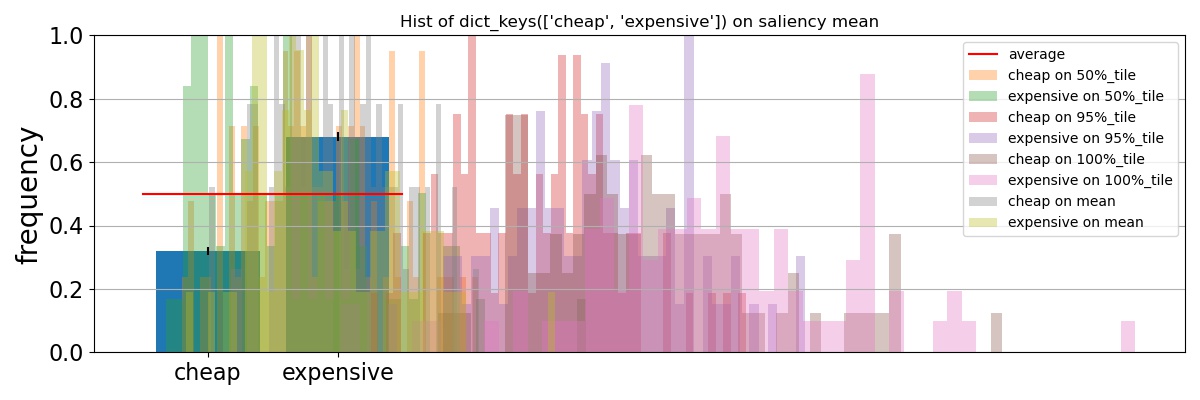 Hist of dict_keys(['cheap', 'expensive']) on saliency mean
frequency
1.0
0.8
0.6
0.4
0.2
0.0
cheap
expensive
average
cheap on 50%_tile
expensive on 50%_tile
cheap on 95%_tile
expensive on 95%_tile
cheap on 100%_tile
expensive on 100%_tile
cheap on mean
expensive on mean